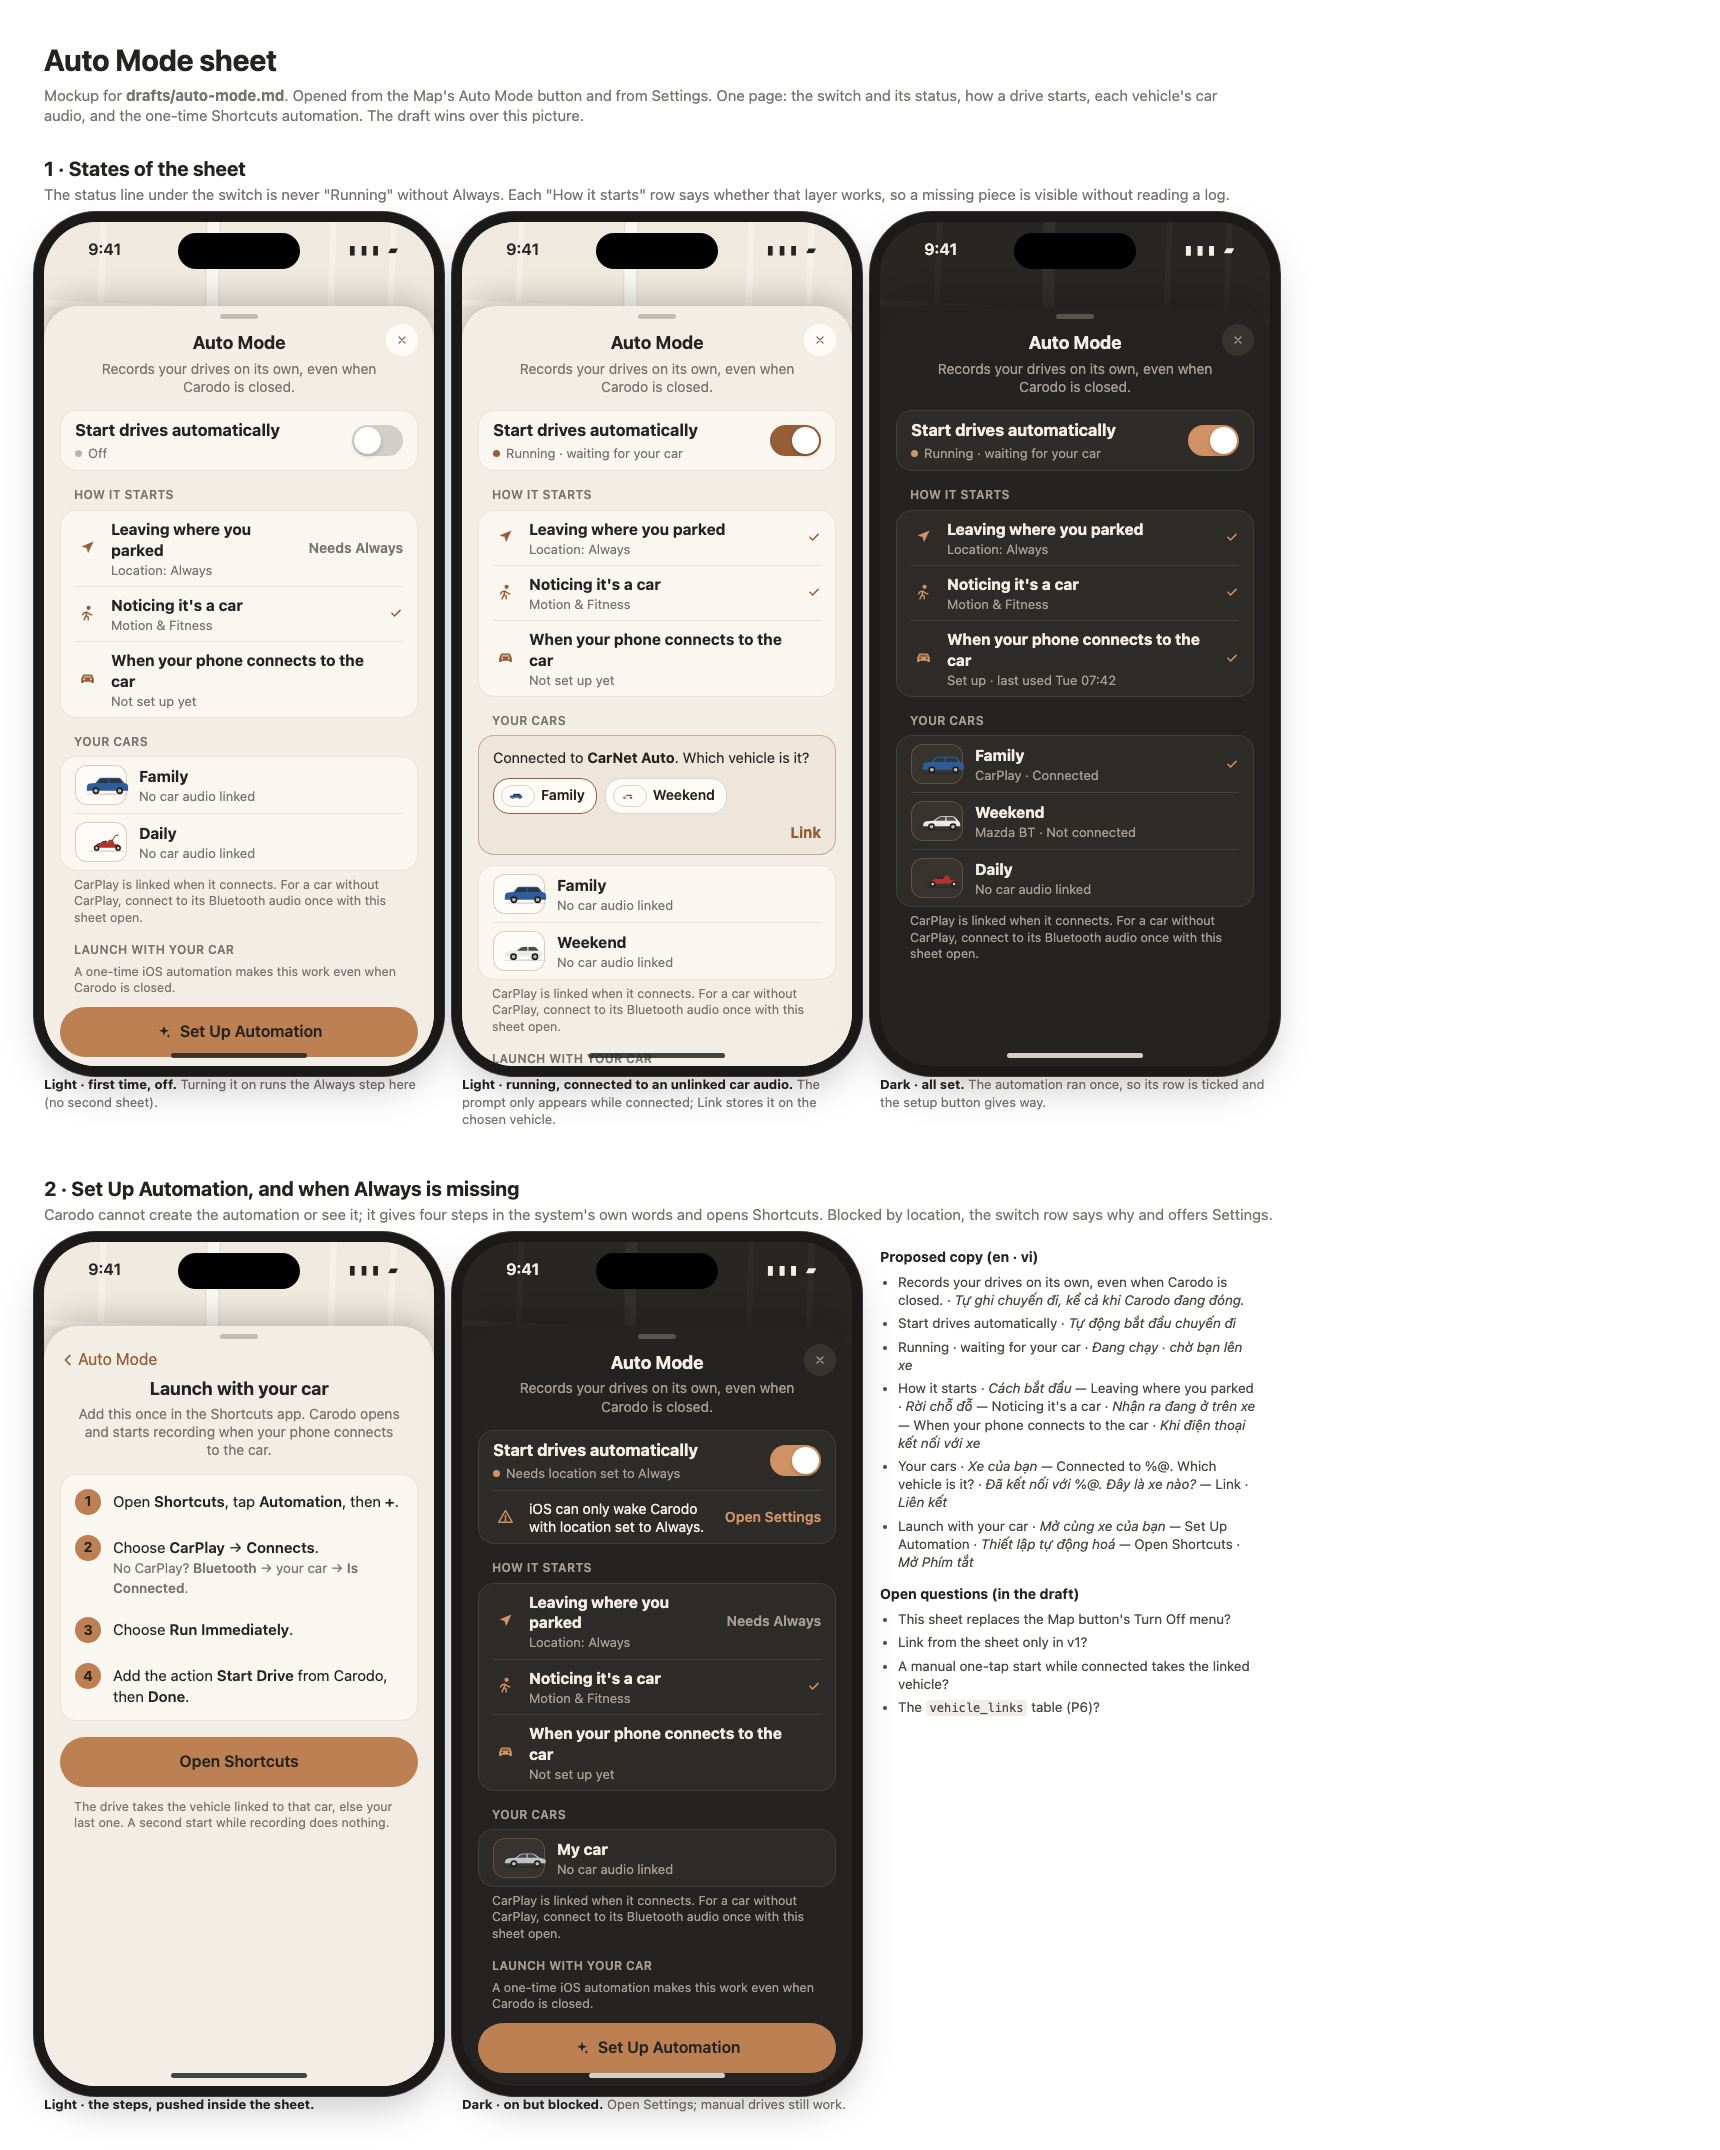 Auto Mode sheet
Mockup for drafts/auto-mode.md. Opened from the Map's Auto Mode button and from Settings. One page: the switch and its status, how a drive starts, each vehicle's car
audio, and the one-time Shortcuts automation. The draft wins over this picture.
1 · States of the sheet
The status line under the switch is never "Running" without Always. Each "How it starts" row says whether that layer works, so a missing piece is visible without reading a log.
9:41
Auto Mode
Records your drives on its own, even when
Carodo is closed.
Start drives automatically
Off
HOW IT STARTS
Leaving where you
parked
Needs Always
Location: Always
Noticing it's a car
Motion & Fitness
When your phone connects to the
car
Not set up yet
YOUR CARS
Family
No car audio linked
Daily
No car audio linked
CarPlay is linked when it connects. For a car without
CarPlay, connect to its Bluetooth audio once with this
sheet open.
LAUNCH WITH YOUR CAR
A one-time iOS automation makes this work even when
Carodo is closed.
Set Up Automation
Light · first time, off. Turning it on runs the Always step here
(no second sheet).
9:41
Auto Mode
Records your drives on its own, even when
Carodo is closed.
Start drives automatically
Running · waiting for your car
HOW IT STARTS
Leaving where you parked
Location: Always
Noticing it's a car
Motion & Fitness
When your phone connects to the
car
Not set up yet
YOUR CARS
Connected to CarNet Auto. Which vehicle is it?
Family
Weekend
Link
Family
No car audio linked
Weekend
No car audio linked
CarPlay is linked when it connects. For a car without
CarPlay, connect to its Bluetooth audio once with this
sheet open.
LAUNCH WITH YOUR CAR
Light · running, connected to an unlinked car audio. The
prompt only appears while connected; Link stores it on the
chosen vehicle.
9:41
Auto Mode
Records your drives on its own, even when
Carodo is closed.
Start drives automatically
Running · waiting for your car
HOW IT STARTS
Leaving where you parked
Location: Always
Noticing it's a car
Motion & Fitness
When your phone connects to the
car
Set up · last used Tue 07:42
YOUR CARS
Family
CarPlay · Connected
Weekend
Mazda BT · Not connected
Daily
No car audio linked
CarPlay is linked when it connects. For a car without
CarPlay, connect to its Bluetooth audio once with this
sheet open.
Dark · all set. The automation ran once, so its row is ticked and
the setup button gives way.
2 · Set Up Automation, and when Always is missing
Carodo cannot create the automation or see it; it gives four steps in the system's own words and opens Shortcuts. Blocked by location, the switch row says why and offers Settings.
9:41
Auto Mode
Launch with your car
Add this once in the Shortcuts app. Carodo opens
and starts recording when your phone connects
to the car.
1 Open Shortcuts, tap Automation, then +.
2 Choose CarPlay → Connects.
No CarPlay? Bluetooth → your car → Is
Connected.
3 Choose Run Immediately.
4 Add the action Start Drive from Carodo,
then Done.
Open Shortcuts
The drive takes the vehicle linked to that car, else your
last one. A second start while recording does nothing.
Light · the steps, pushed inside the sheet.
9:41
Auto Mode
Records your drives on its own, even when
Carodo is closed.
Start drives automatically
Needs location set to Always
iOS can only wake Carodo
with location set to Always.
Open Settings
HOW IT STARTS
Leaving where you
parked
Needs Always
Location: Always
Noticing it's a car
Motion & Fitness
When your phone connects to the
car
Not set up yet
YOUR CARS
My car
No car audio linked
CarPlay is linked when it connects. For a car without
CarPlay, connect to its Bluetooth audio once with this
sheet open.
LAUNCH WITH YOUR CAR
A one-time iOS automation makes this work even when
Carodo is closed.
Set Up Automation
Dark · on but blocked. Open Settings; manual drives still work.
Proposed copy (en · vi)
• Records your drives on its own, even when Carodo is
closed. · Tự ghi chuyến đi, kể cả khi Carodo đang đóng.
• Start drives automatically · Tự động bắt đầu chuyến đi
• Running · waiting for your car · Đang chạy · chờ bạn lên
xe
• How it starts · Cách bắt đầu — Leaving where you parked
· Rời chỗ đỗ — Noticing it's a car · Nhận ra đang ở trên xe
— When your phone connects to the car · Khi điện thoại
kết nối với xe
• Your cars · Xe của bạn — Connected to %@. Which
vehicle is it? · Đã kết nối với %@. Đây là xe nào? — Link ·
Liên kết
• Launch with your car · Mở cùng xe của bạn — Set Up
Automation · Thiết lập tự động hoá — Open Shortcuts ·
Mở Phím tắt
Open questions (in the draft)
• This sheet replaces the Map button's Turn Off menu?
• Link from the sheet only in v1?
• A manual one-tap start while connected takes the linked
vehicle?
• The vehicle_links table (P6)?